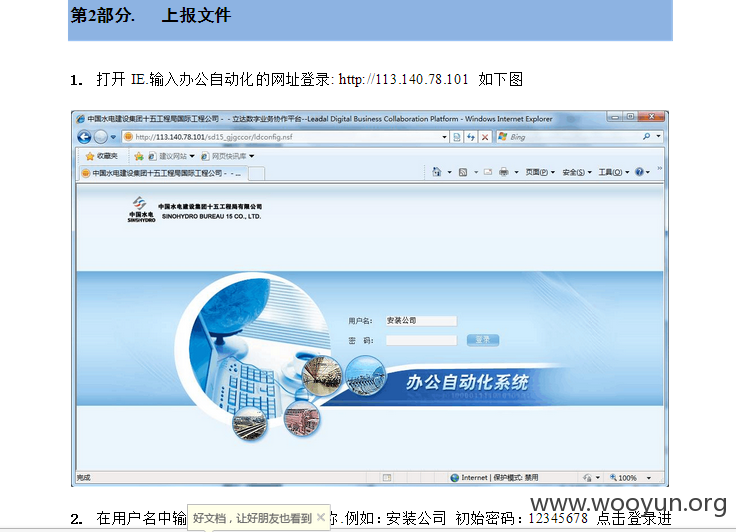 第2部分. 上报文件
1. 打开 IE.输入办公自动化的网址登录: http://113.140.78.101 如下图
中国水电建设集团十五工程局国际工程公司 - - 立达数字业务协作平台--Leadal Digital Business Collaboration Platform - Windows Internet Explorer
http://113.140.78.101/sd15_gjgccor/ldconfig.nsf
Bing
收藏夹 建议网站 网页快讯库
中国水电建设集团十五工程局国际工程公司 - - ...
页面(P) 安全(S) 工具(O)
中国水电 中国水电建设集团十五工程局有限公司
SINOHYDRO SINOHYDRO BUREAU 15 CO., LTD.
用户名: 安装公司
密 码: 登录
办公自动化系统
完成 Internet | 保护模式: 禁用 100%
www.wooyun.org
2. 在用户名中输 好文档，让好朋友也看到 称.例如: 安装公司 初始密码: 12345678 点击登录进